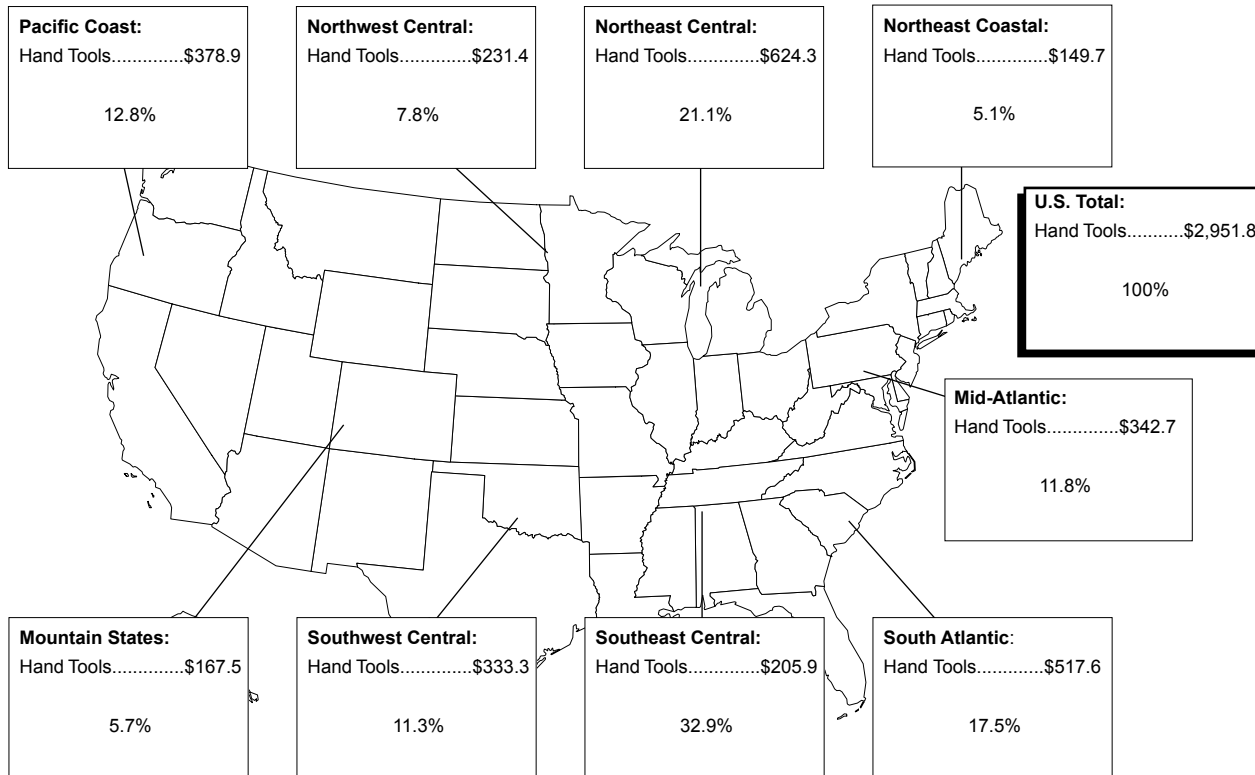 Pacific Coast:
Hand Tools..............$378.9
12.8%
Northwest Central:
Hand Tools..............$231.4
7.8%
Northeast Central:
Hand Tools..............$624.3
21.1%
Northeast Coastal:
Hand Tools..............$149.7
5.1%
U.S. Total:
Hand Tools...........$2,951.8
100%
Mid-Atlantic:
Hand Tools..............$342.7
11.8%
Mountain States:
Hand Tools..............$167.5
5.7%
Southwest Central:
Hand Tools..............$333.3
11.3%
Southeast Central:
Hand Tools..............$205.9
32.9%
South Atlantic:
Hand Tools..............$517.6
17.5%